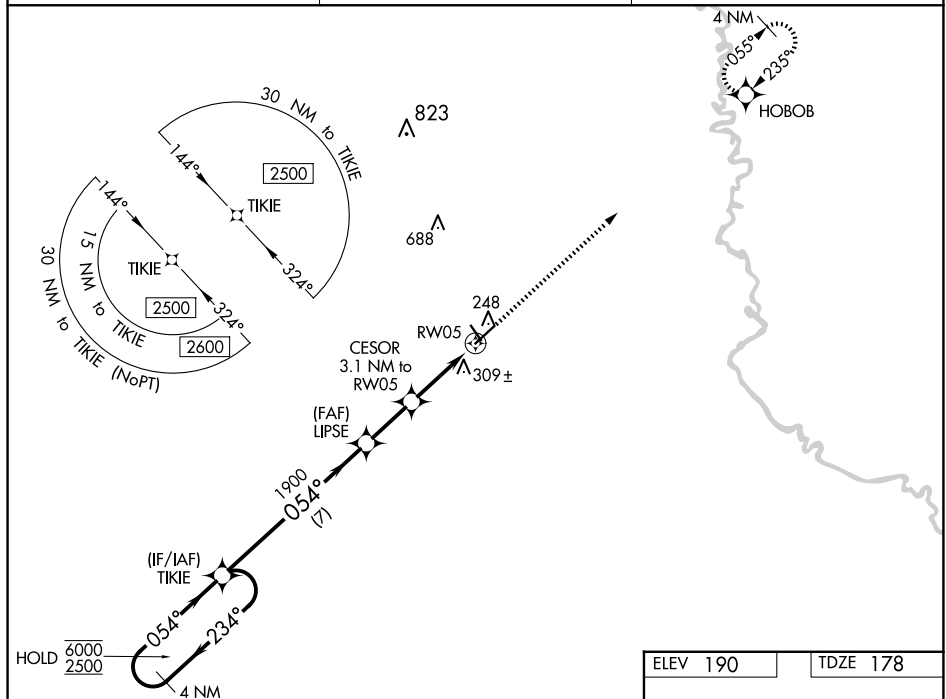 4 NM
055°
235°
HOBOB
30 NM to TIKIE
823
144°
2500
TIKIE
324°
688
144°
15 NM to TIKIE
30 NM to TIKIE (NoPT)
TIKIE
2500
324°
2600
248
RW05
CESOR
3.1 NM to
RW05
309±
(FAF)
LIPSE
1900
054°
(7)
(IF/IAF)
TIKIE
054°
234°
HOLD 6000
2500
4 NM
ELEV 190
TDZE 178